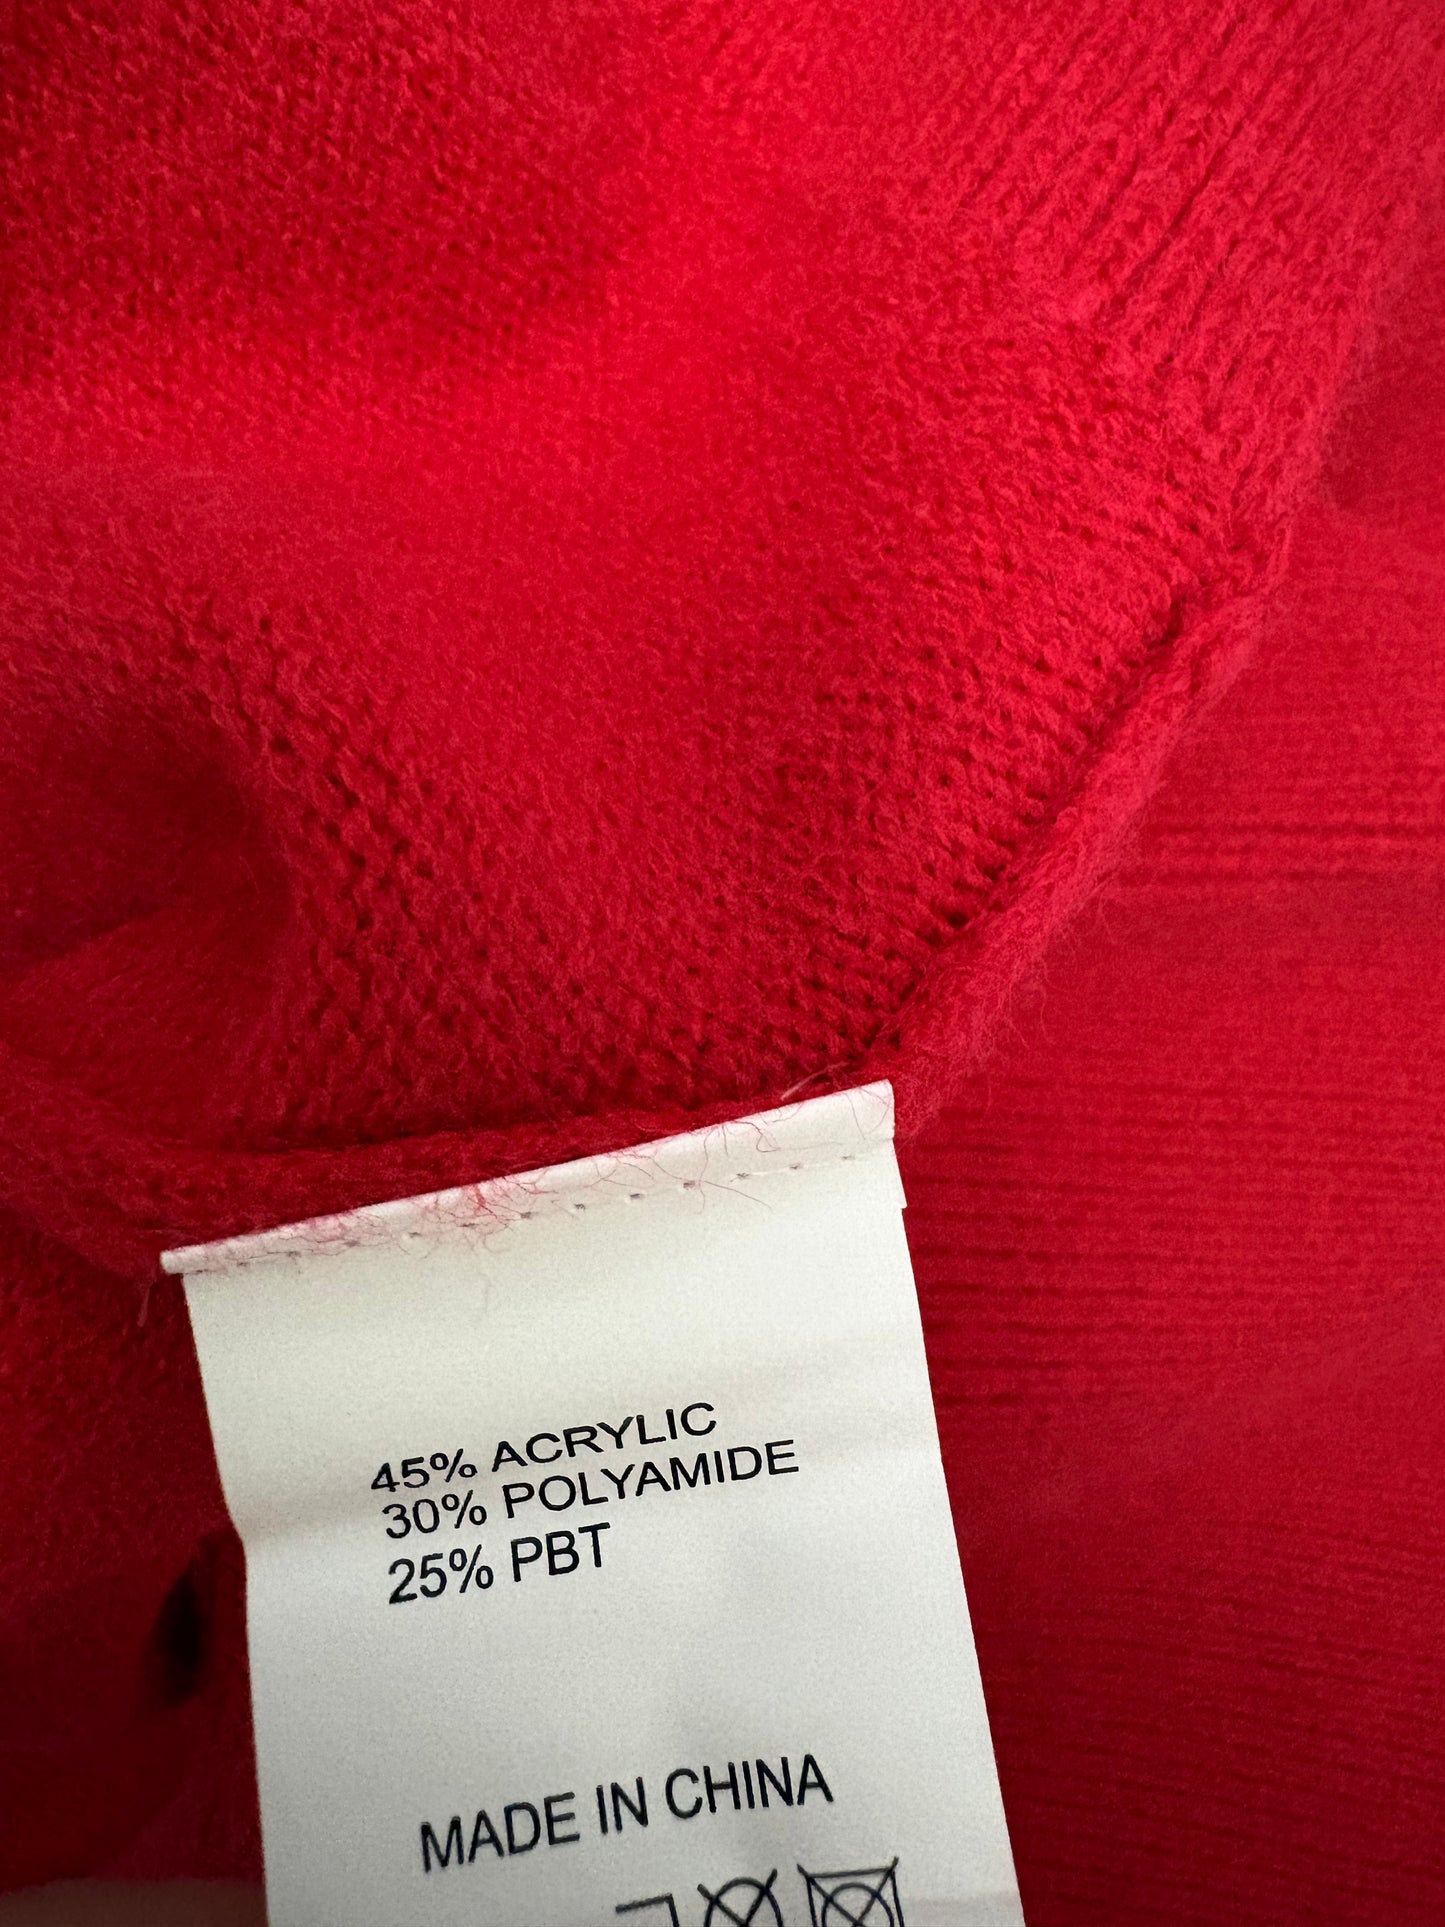 45% ACRYLIC
30% POLYAMIDE
25% PBT
MADE IN CHINA